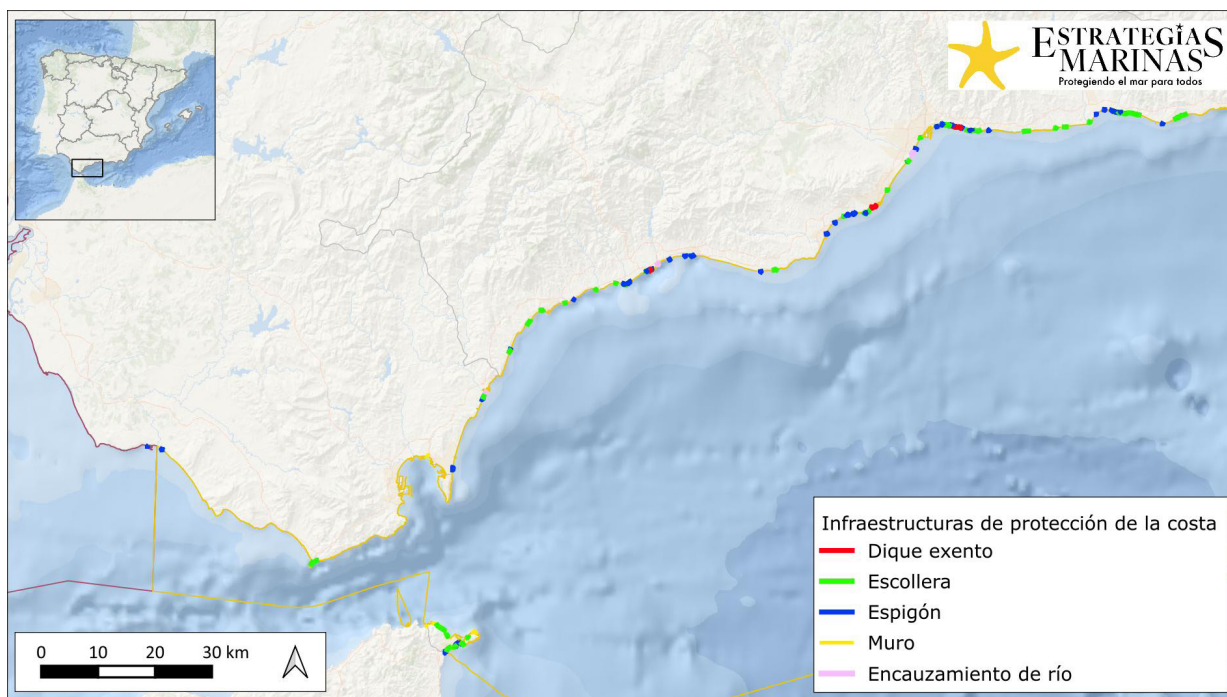 ESTRATEGIAS
MARINAS
Protegiendo el mar para todos
Infraestructuras de protección de la costa
Dique exento
Escollera
Espigón
Muro
Encauzamiento de río
0 10 20 30 km